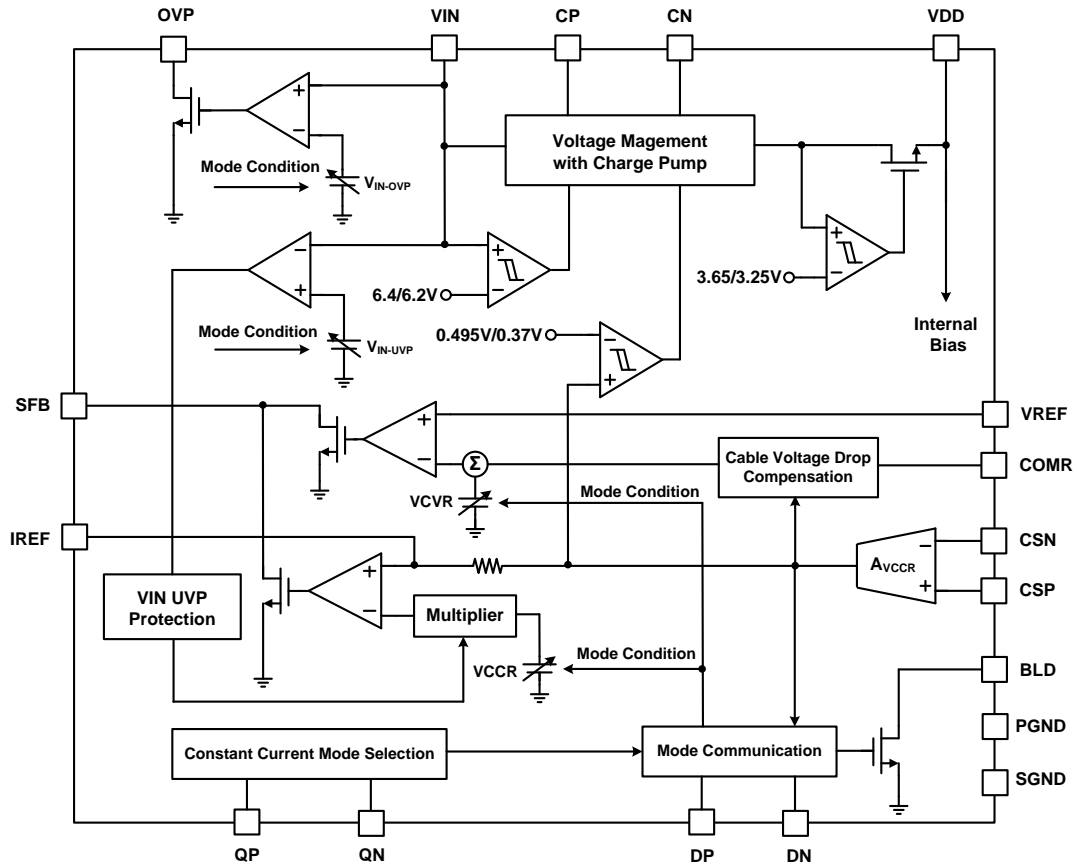 OVP
VIN
CP
CN
VDD
+
−
Voltage Magement
with Charge Pump
Mode Condition
VIN-OVP
−
+
+
−
6.4/6.2V
+
−
3.65/3.25V
Mode Condition
VIN-UVP
0.495V/0.37V
−
+
Internal
Bias
SFB
VREF
+
−
Σ
Cable Voltage Drop
Compensation
COMR
VCVR
Mode Condition
IREF
CSN
−
AVCCR
+
CSP
+
−
VIN UVP
Protection
Multiplier
VCCR
Mode Condition
BLD
PGND
Constant Current Mode Selection
Mode Communication
SGND
QP
QN
DP
DN